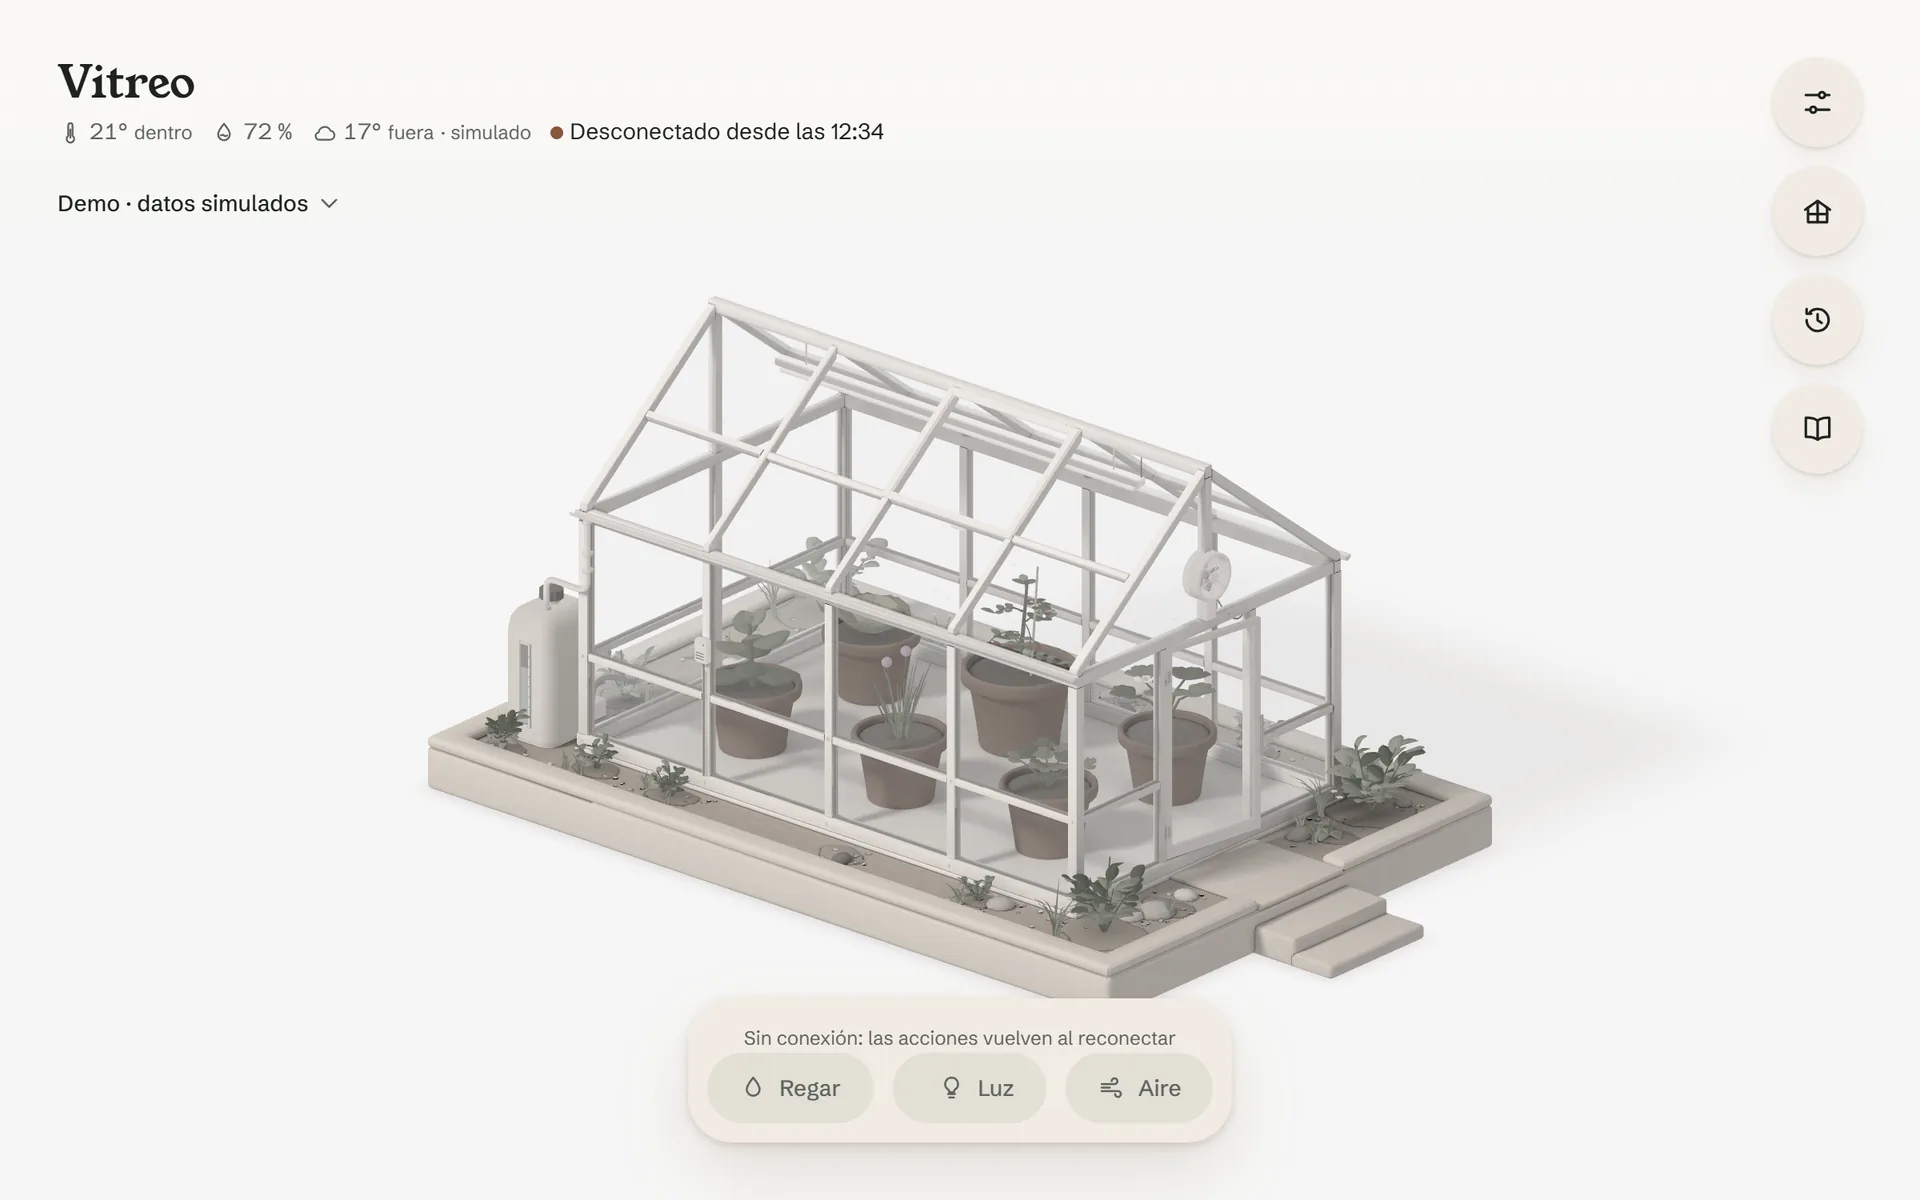 Vitreo
21° dentro 72 % 17° fuera · simulado Desconectado desde las 12:34
Demo · datos simulados
Sin conexión: las acciones vuelven al reconectar
Regar Luz Aire